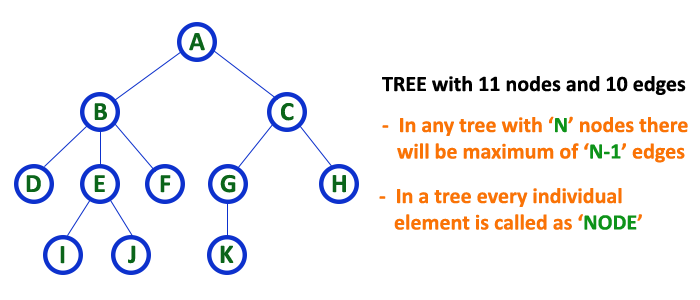 A
B
C
D
E
F
G
H
I
J
K
TREE with 11 nodes and 10 edges
- In any tree with ‘N’ nodes there
will be maximum of ‘N-1’ edges
- In a tree every individual
element is called as ‘NODE’